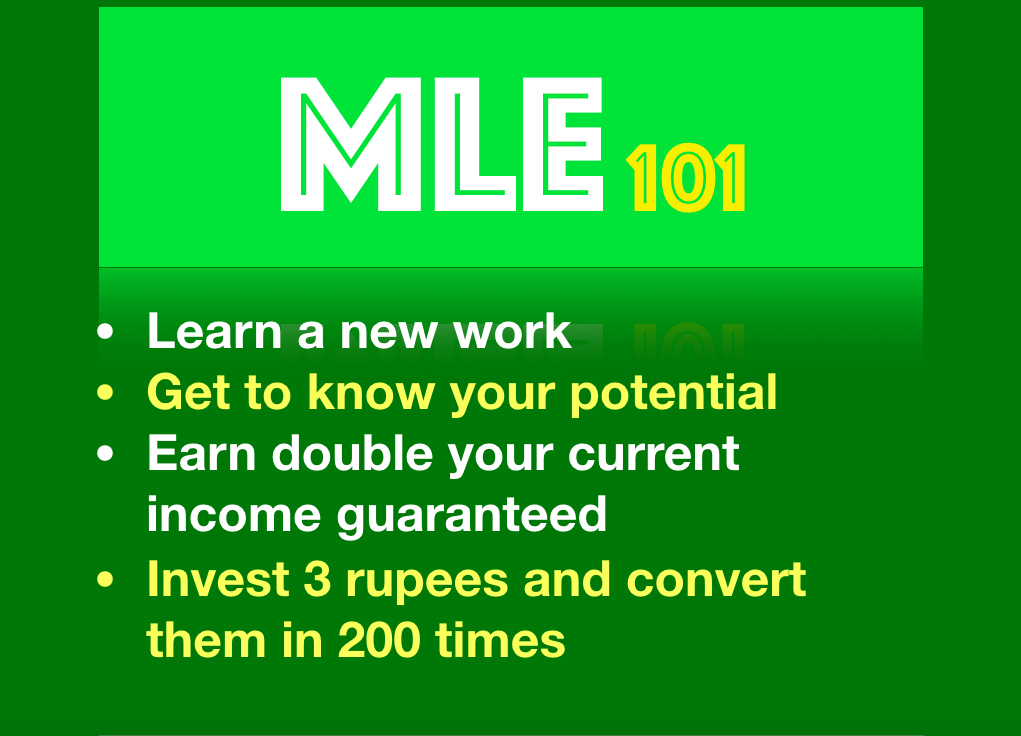 MLE 101
• Learn a new work
• Get to know your potential
• Earn double your current
income guaranteed
• Invest 3 rupees and convert
them in 200 times